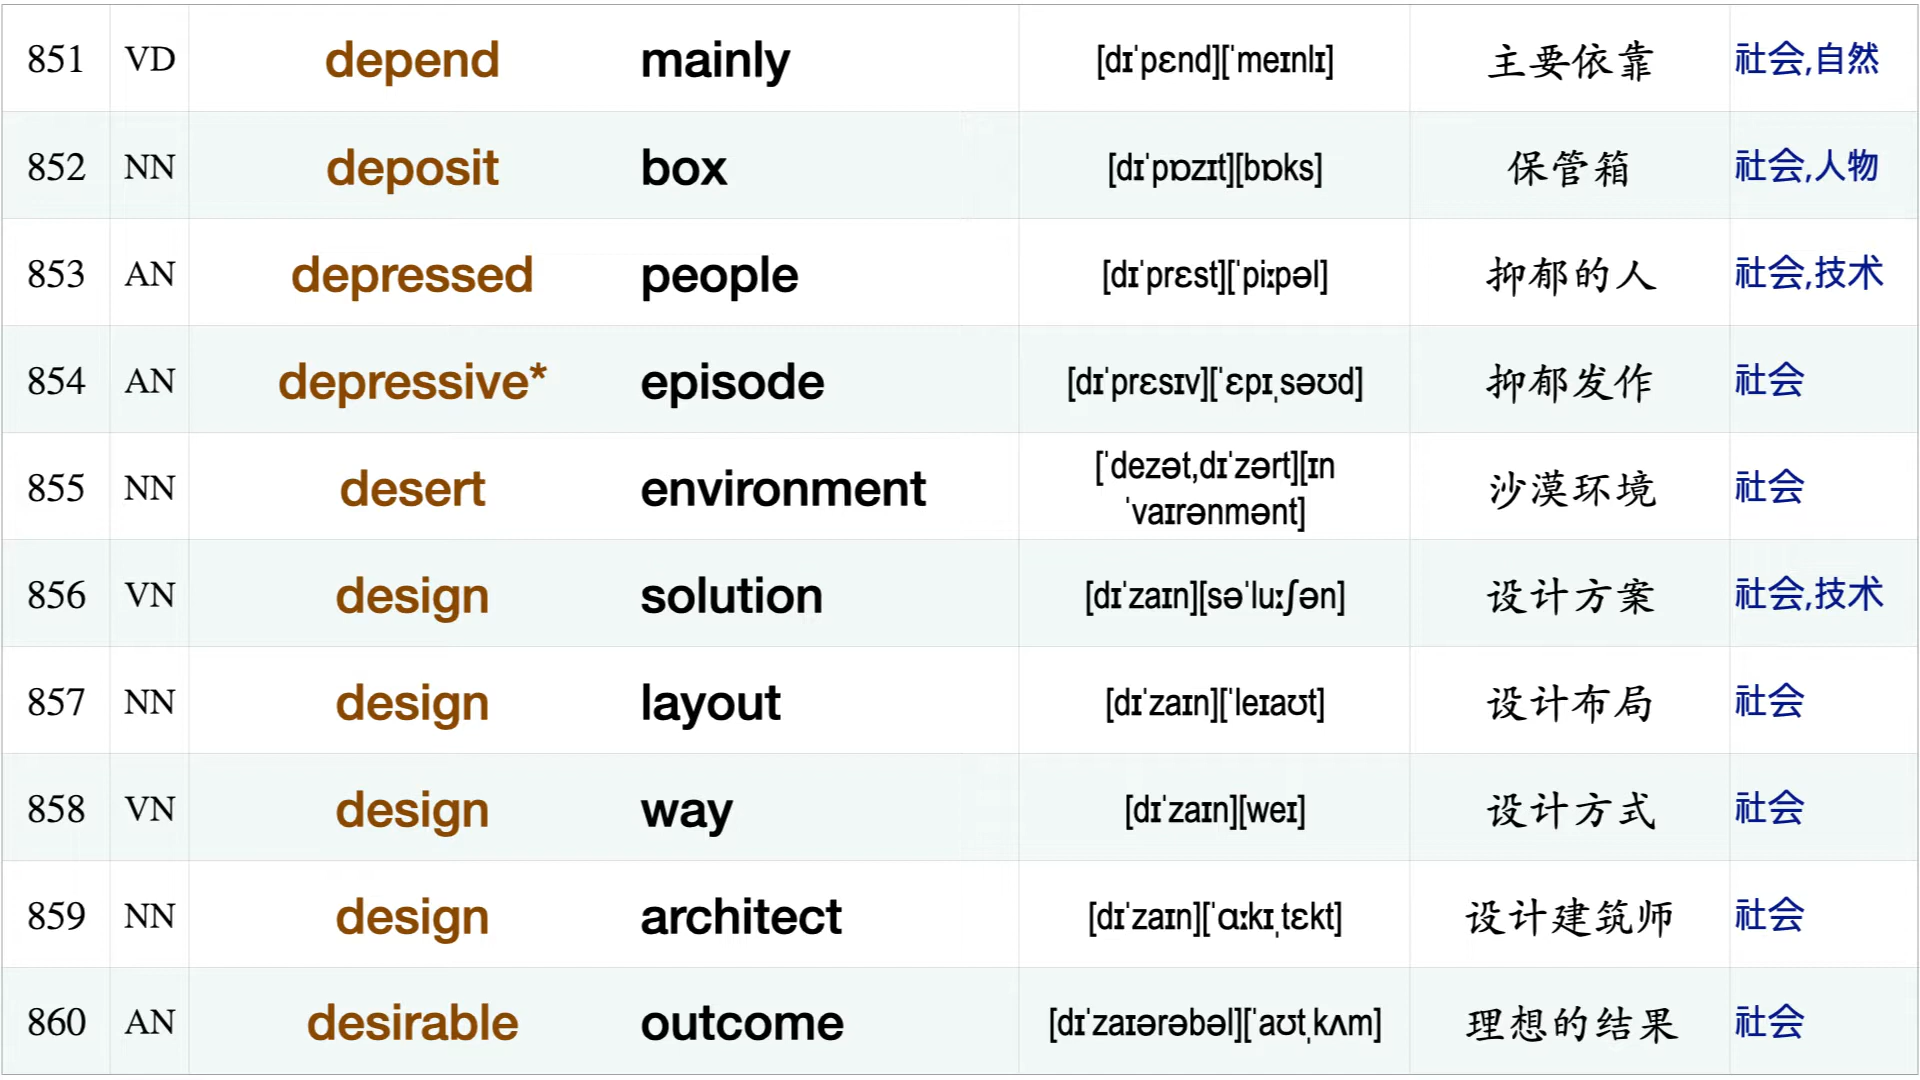 851 VD depend mainly [dɪˈpɛnd][ˈmeɪnlɪ] 主要依靠 社会,自然
852 NN deposit box [dɪˈpɒzɪt][bɒks] 保管箱 社会,人物
853 AN depressed people [dɪˈprɛst][ˈpiːpəl] 抑郁的人 社会,技术
854 AN depressive* episode [dɪˈprɛsɪv][ˈɛpɪˌsəʊd] 抑郁发作 社会
855 NN desert environment [ˈdezət,dɪˈzərt][ɪn
ˈvaɪrənmənt] 沙漠环境 社会
856 VN design solution [dɪˈzaɪn][səˈluːʃən] 设计方案 社会,技术
857 NN design layout [dɪˈzaɪn][ˈleɪaʊt] 设计布局 社会
858 VN design way [dɪˈzaɪn][weɪ] 设计方式 社会
859 NN design architect [dɪˈzaɪn][ˈɑːkɪˌtɛkt] 设计建筑师 社会
860 AN desirable outcome [dɪˈzaɪərəbəl][ˈaʊtˌkʌm] 理想的结果 社会